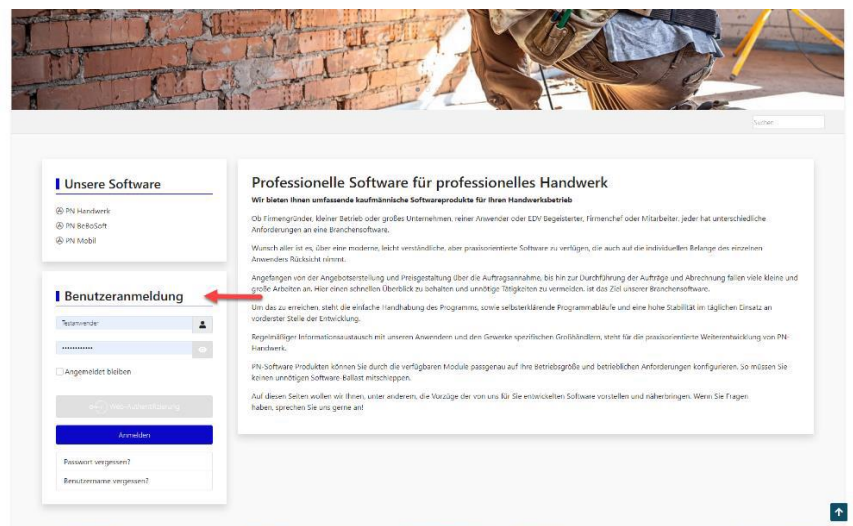 Suchen
Unsere Software
PN Handwerk
PN BeBoSoft
PN Mobil
Benutzeranmeldung
Testanwender
Angemeldet bleiben
Web-Authentifizierung
Anmelden
Passwort vergessen?
Benutzername vergessen?
Professionelle Software für professionelles Handwerk
Wir bieten Ihnen umfassende kaufmännische Softwareprodukte für Ihren Handwerksbetrieb
Ob Firmengründer, kleiner Betrieb oder großes Unternehmen, reiner Anwender oder EDV Begeisterter, Firmenchef oder Mitarbeiter, jeder hat unterschiedliche
Anforderungen an eine Branchensoftware.
Wunsch aller ist es, über eine moderne, leicht verständliche, aber praxisorientierte Software zu verfügen, die auch auf die individuellen Belange des einzelnen
Anwenders Rücksicht nimmt.
Angefangen von der Angebotserstellung und Preisgestaltung über die Auftragsannahme, bis hin zur Durchführung der Aufträge und Abrechnung fallen viele kleine und
große Arbeiten an. Hier einen schnellen Überblick zu behalten und unnötige Tätigkeiten zu vermeiden, ist das Ziel unserer Branchensoftware.
Um das zu erreichen, steht die einfache Handhabung des Programms, sowie selbsterklärende Programmabläufe und eine hohe Stabilität im täglichen Einsatz an
vorderster Stelle der Entwicklung.
Regelmäßiger Informationsaustausch mit unseren Anwendern und den Gewerke spezifischen Großhändlern, steht für die praxisorientierte Weiterentwicklung von PN-
Handwerk.
PN-Software Produkten können Sie durch die verfügbaren Module passgenau auf Ihre Betriebsgröße und betrieblichen Anforderungen konfigurieren. So müssen Sie
keinen unnötigen Software-Ballast mitschleppen.
Auf diesen Seiten wollen wir Ihnen, unter anderem, die Vorzüge der von uns für Sie entwickelten Software vorstellen und näherbringen. Wenn Sie Fragen
haben, sprechen Sie uns gerne an!